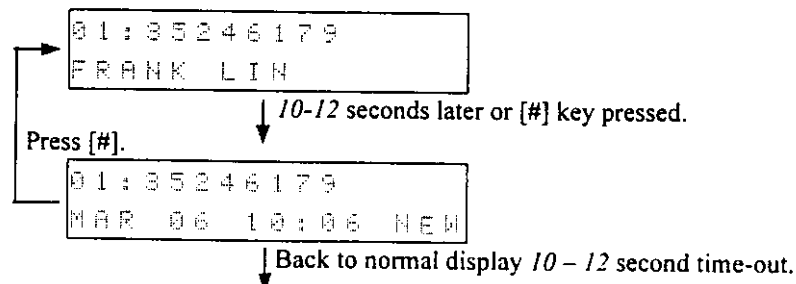 01:35246179
FRANK LIN
10-12 seconds later or [#] key pressed.
Press [#].
01:35246179
MAR 06 10:06 NEW
Back to normal display 10 – 12 second time-out.